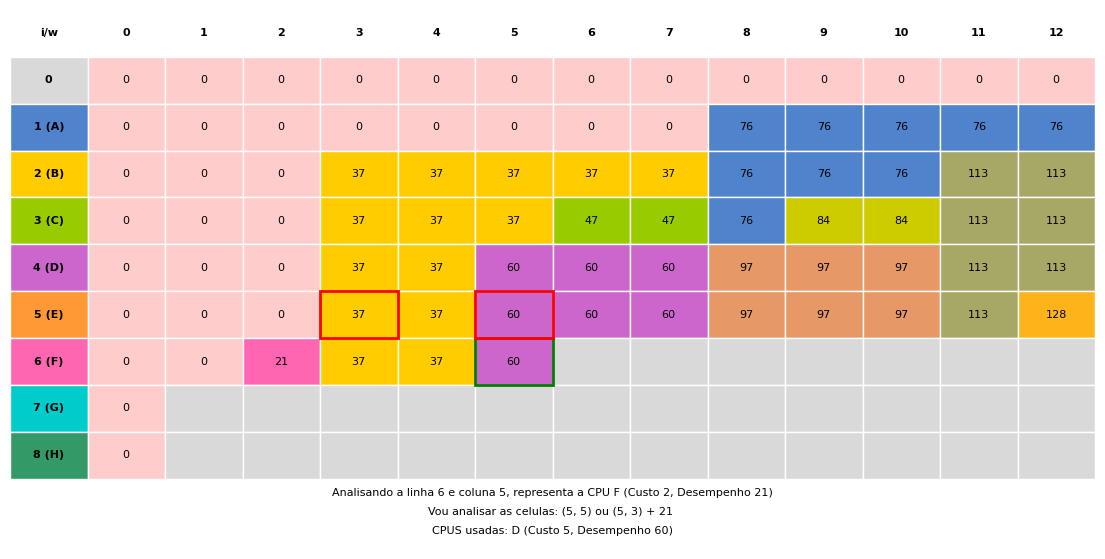 i/w 0 1 2 3 4 5 6 7 8 9 10 11 12
0 0 0 0 0 0 0 0 0 0 0 0 0 0
1 (A) 0 0 0 0 0 0 0 0 76 76 76 76 76
2 (B) 0 0 0 37 37 37 37 37 76 76 76 113 113
3 (C) 0 0 0 37 37 37 47 47 76 84 84 113 113
4 (D) 0 0 0 37 37 60 60 60 97 97 97 113 113
5 (E) 0 0 0 37 37 60 60 60 97 97 97 113 128
6 (F) 0 0 21 37 37 60
7 (G) 0
8 (H) 0
Analisando a linha 6 e coluna 5, representa a CPU F (Custo 2, Desempenho 21)
Vou analisar as celulas: (5, 5) ou (5, 3) + 21
CPUS usadas: D (Custo 5, Desempenho 60)